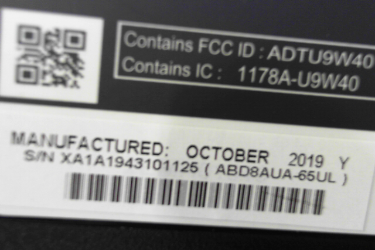 Contains FCC ID : ADTU9W40
Contains IC : 1178A-U9W40
MANUFACTURED: OCTOBER 2019 Y
S/N XA1A1943101125 ( ABD8AUA-65UL )